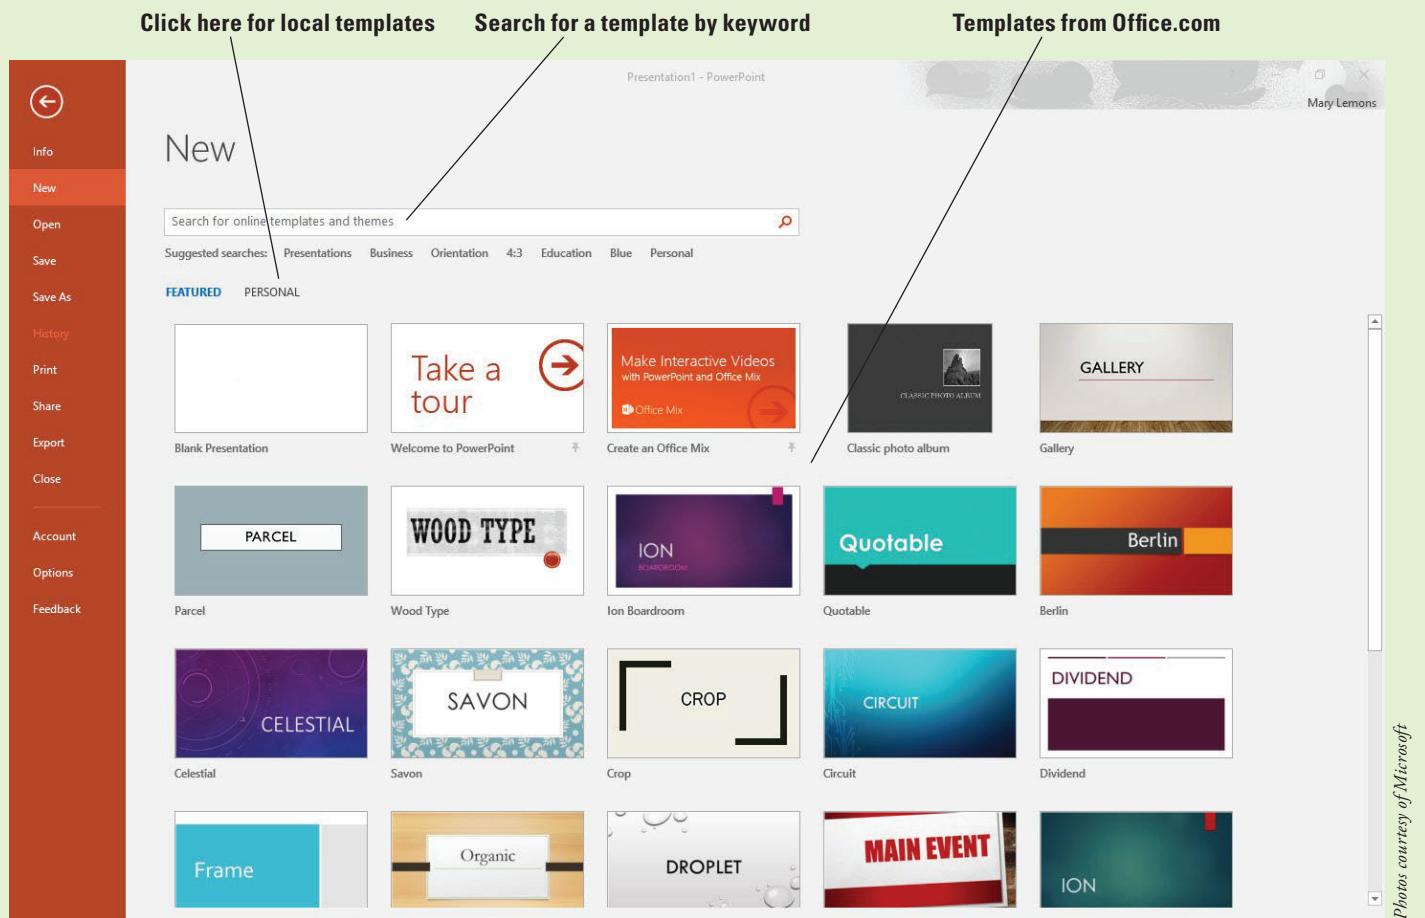 Click here for local templates
Search for a template by keyword
Templates from Office.com
Presentation1 - PowerPoint
?
Mary Lemons
Info
New
Open
Save
Save As
History
Print
Share
Export
Close
Account
Options
Feedback
New
Search for online templates and themes
Suggested searches: Presentations Business Orientation 4:3 Education Blue Personal
FEATURED PERSONAL
Take a
tour
Make Interactive Videos
with PowerPoint and Office Mix
Office Mix
CLASSIC PHOTO ALBUM
GALLERY
Blank Presentation
Welcome to PowerPoint
Create an Office Mix
Classic photo album
Gallery
PARCEL
WOOD TYPE
ION
BOARDROOM
Quotable
Berlin
Parcel
Wood Type
Ion Boardroom
Quotable
Berlin
CELESTIAL
SAVON
CROP
CIRCUIT
DIVIDEND
Celestial
Savon
Crop
Circuit
Dividend
Frame
Organic
DROPLET
MAIN EVENT
ION
Photos courtesy of Microsoft